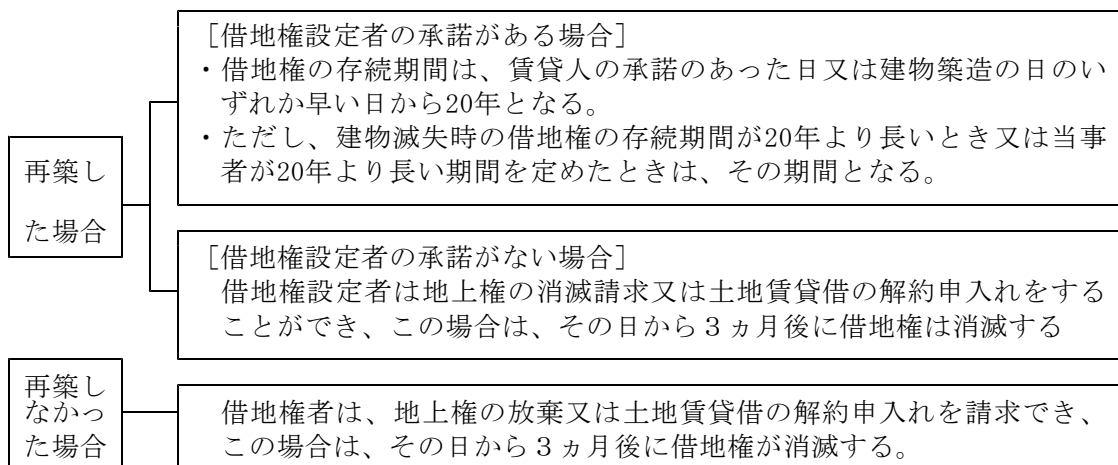 再築し
た場合
［借地権設定者の承諾がある場合］
・借地権の存続期間は、賃貸人の承諾のあった日又は建物築造の日のい
ずれか早い日から20年となる。
・ただし、建物滅失時の借地権の存続期間が20年より長いとき又は当事
者が20年より長い期間を定めたときは、その期間となる。
［借地権設定者の承諾がない場合］
借地権設定者は地上権の消滅請求又は土地賃貸借の解約申入れをする
ことができ、この場合は、その日から３ヵ月後に借地権は消滅する
再築し
なかっ
た場合
借地権者は、地上権の放棄又は土地賃貸借の解約申入れを請求でき、
この場合は、その日から３ヵ月後に借地権が消滅する。